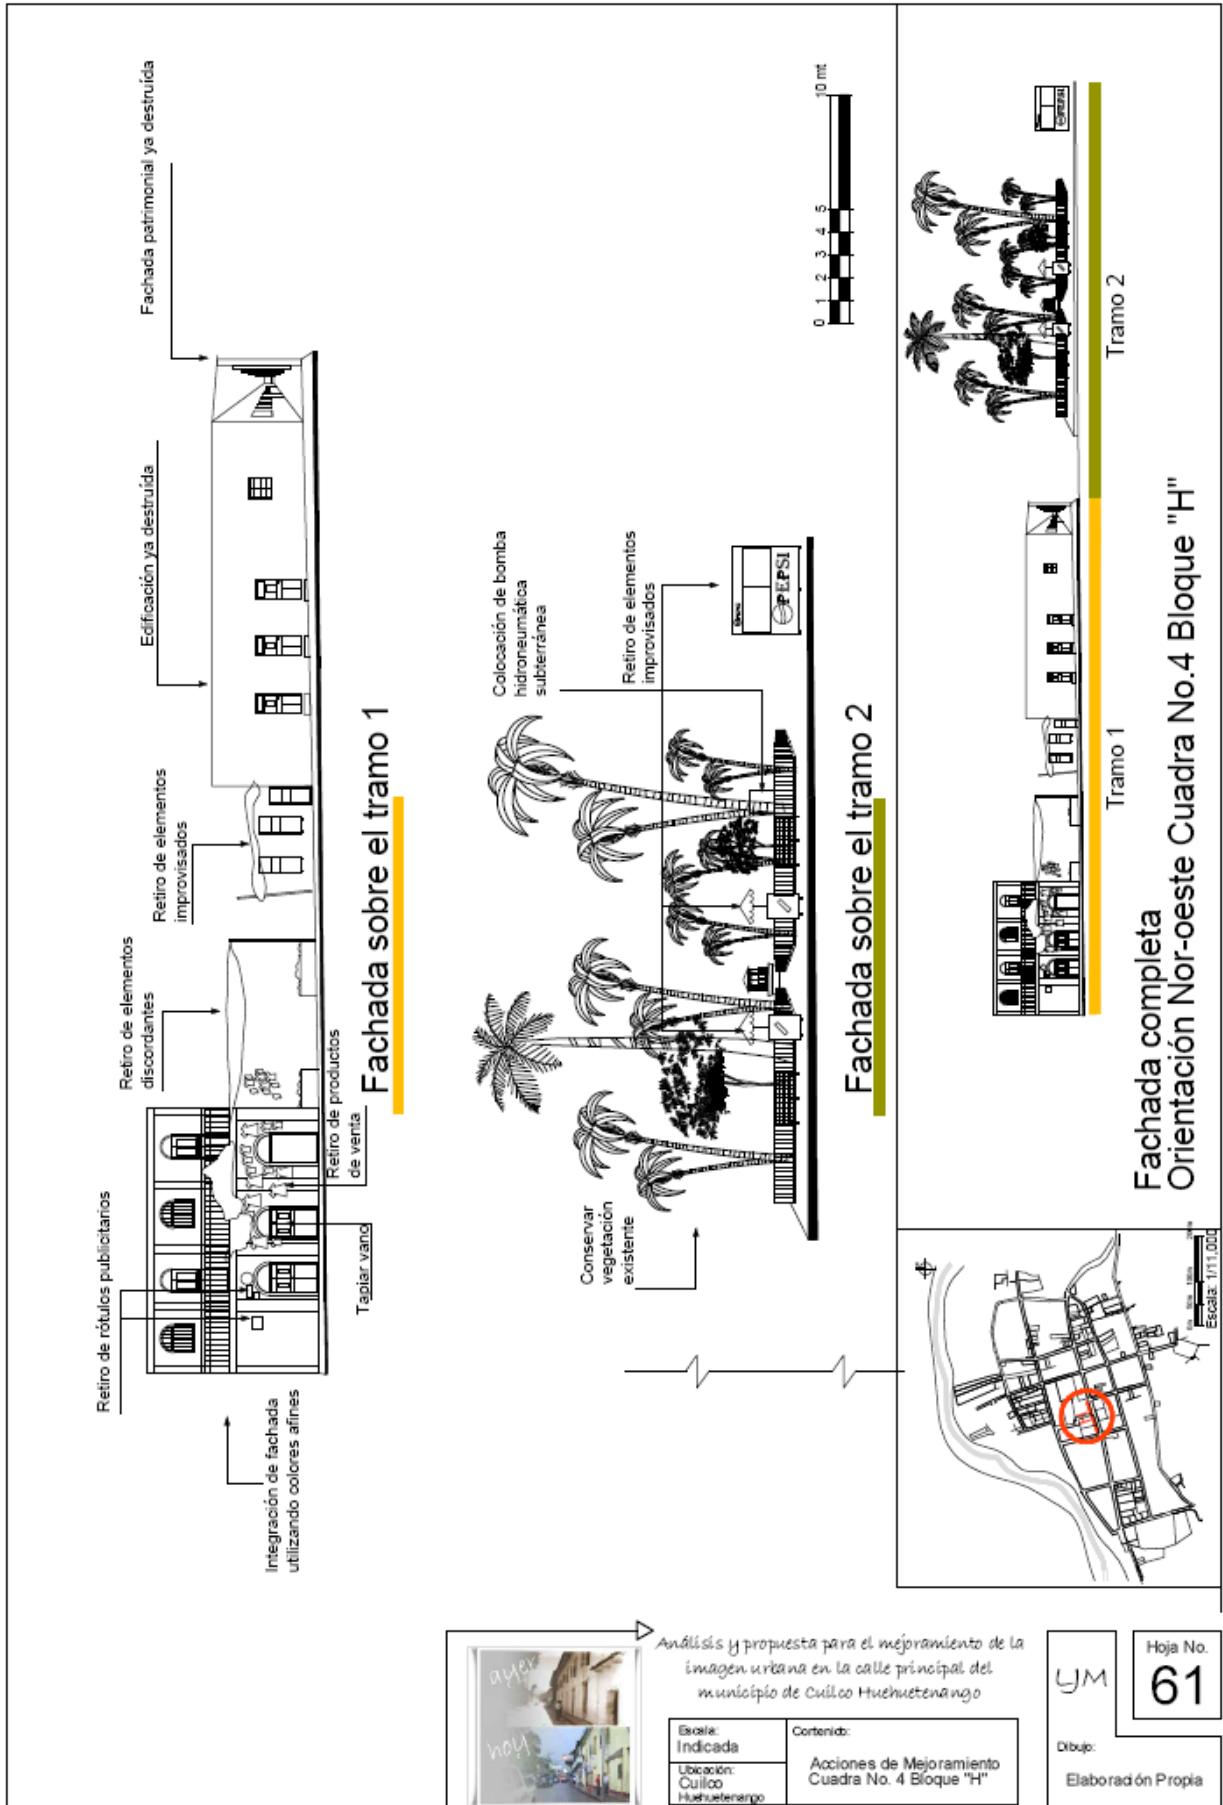 Retiro de rótulos publicitarios
Integración de fachada
utilizando colores afines
Tapiar vano
Retiro de productos
de venta
Retiro de elementos
discordantes
Retiro de elementos
improvisados
Edificación ya destruída
Fachada patrimonial ya destruída
Fachada sobre el tramo 1
Conservar
vegetación
existente
Colocación de bomba
hidroneumática
subterránea
Retiro de elementos
improvisados
PEPSI
Fachada sobre el tramo 2
0 1 2 3 4 5 10 mt
PEPSI
Tramo 1
Tramo 2
Fachada completa
Orientación Nor-oeste Cuadra No.4 Bloque "H"
H
Escala: 1/11,000
ayer
hoy
Análisis y propuesta para el mejoramiento de la
imagen urbana en la calle principal del
municipio de Cuilco Huehuetenango
Escala:
Indicada
Ubicación:
Cuilco
Huehuetenango
Contenido:
Acciones de Mejoramiento
Cuadra No. 4 Bloque "H"
LJM
Hoja No.
61
Dibujo:
Elaboración Propia